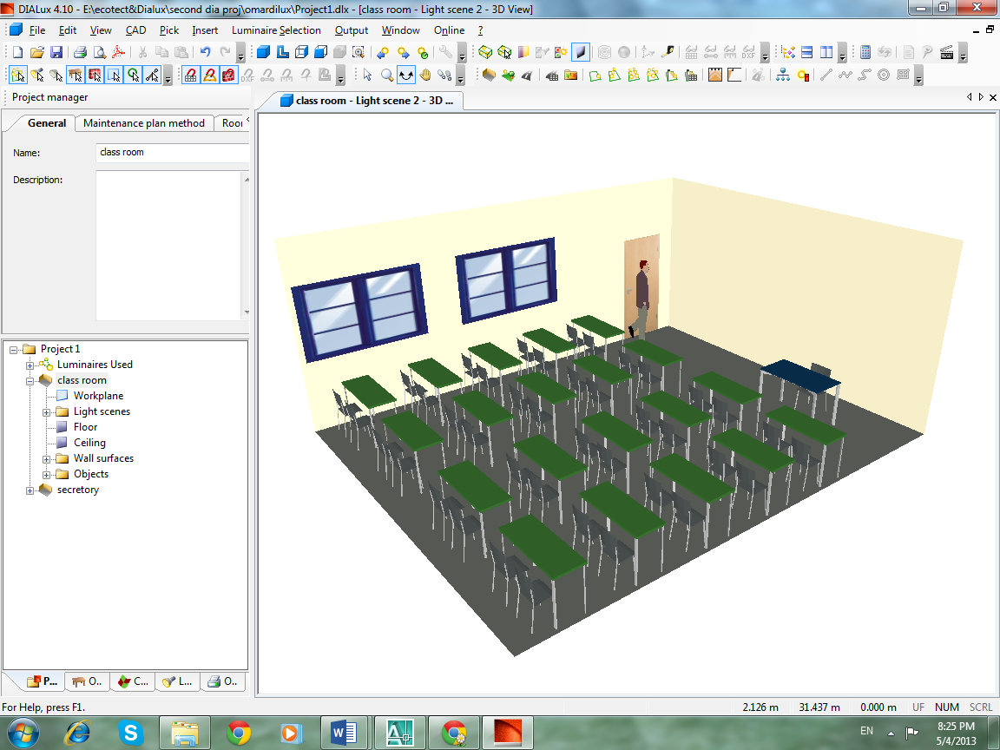 DIALux 4.10 - E:\ecotect&Dialux\second dia proj\omardilux\Project1.dlx - [class room - Light scene 2 - 3D View]
File Edit View CAD Pick Insert Luminaire Selection Output Window Online ?
DXF
DXF
Project manager
class room - Light scene 2 - 3D ...
General Maintenance plan method Roor
Name: class room
Description:
Project 1
Luminaires Used
class room
Workplane
Light scenes
Floor
Ceiling
Wall surfaces
Objects
secretory
P... O.. C... L... O..
For Help, press F1. 2.126 m 31.437 m 0.000 m UF NUM SCRL
EN 8:25 PM
5/4/2013